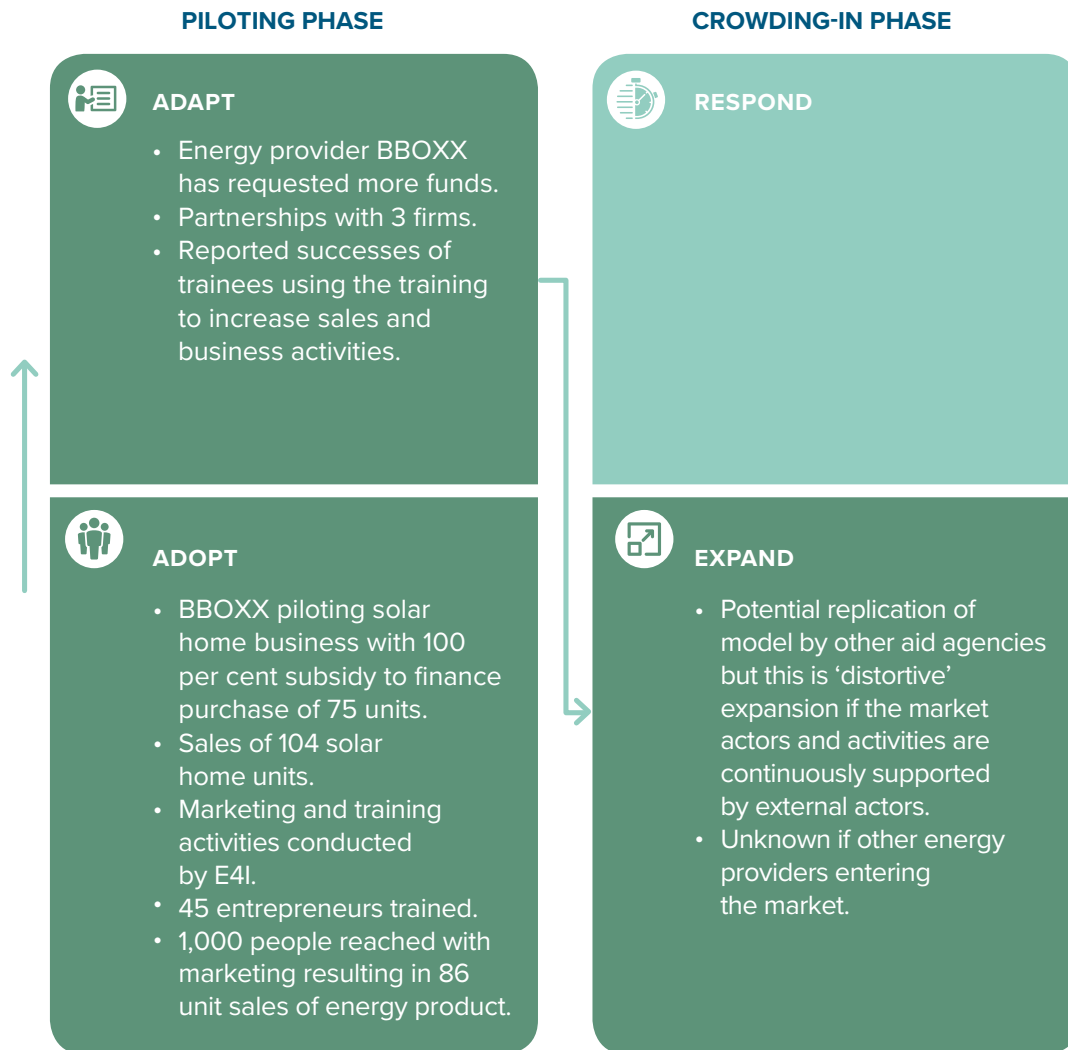 PILOTING PHASE
CROWDING-IN PHASE
ADAPT
• Energy provider BBOXX
has requested more funds.
• Partnerships with 3 firms.
• Reported successes of
trainees using the training
to increase sales and
business activities.
RESPOND
ADOPT
• BBOXX piloting solar
home business with 100
per cent subsidy to finance
purchase of 75 units.
• Sales of 104 solar
home units.
• Marketing and training
activities conducted
by E4I.
• 45 entrepreneurs trained.
• 1,000 people reached with
marketing resulting in 86
unit sales of energy product.
EXPAND
• Potential replication of
model by other aid agencies
but this is ‘distortive’
expansion if the market
actors and activities are
continuously supported
by external actors.
• Unknown if other energy
providers entering
the market.